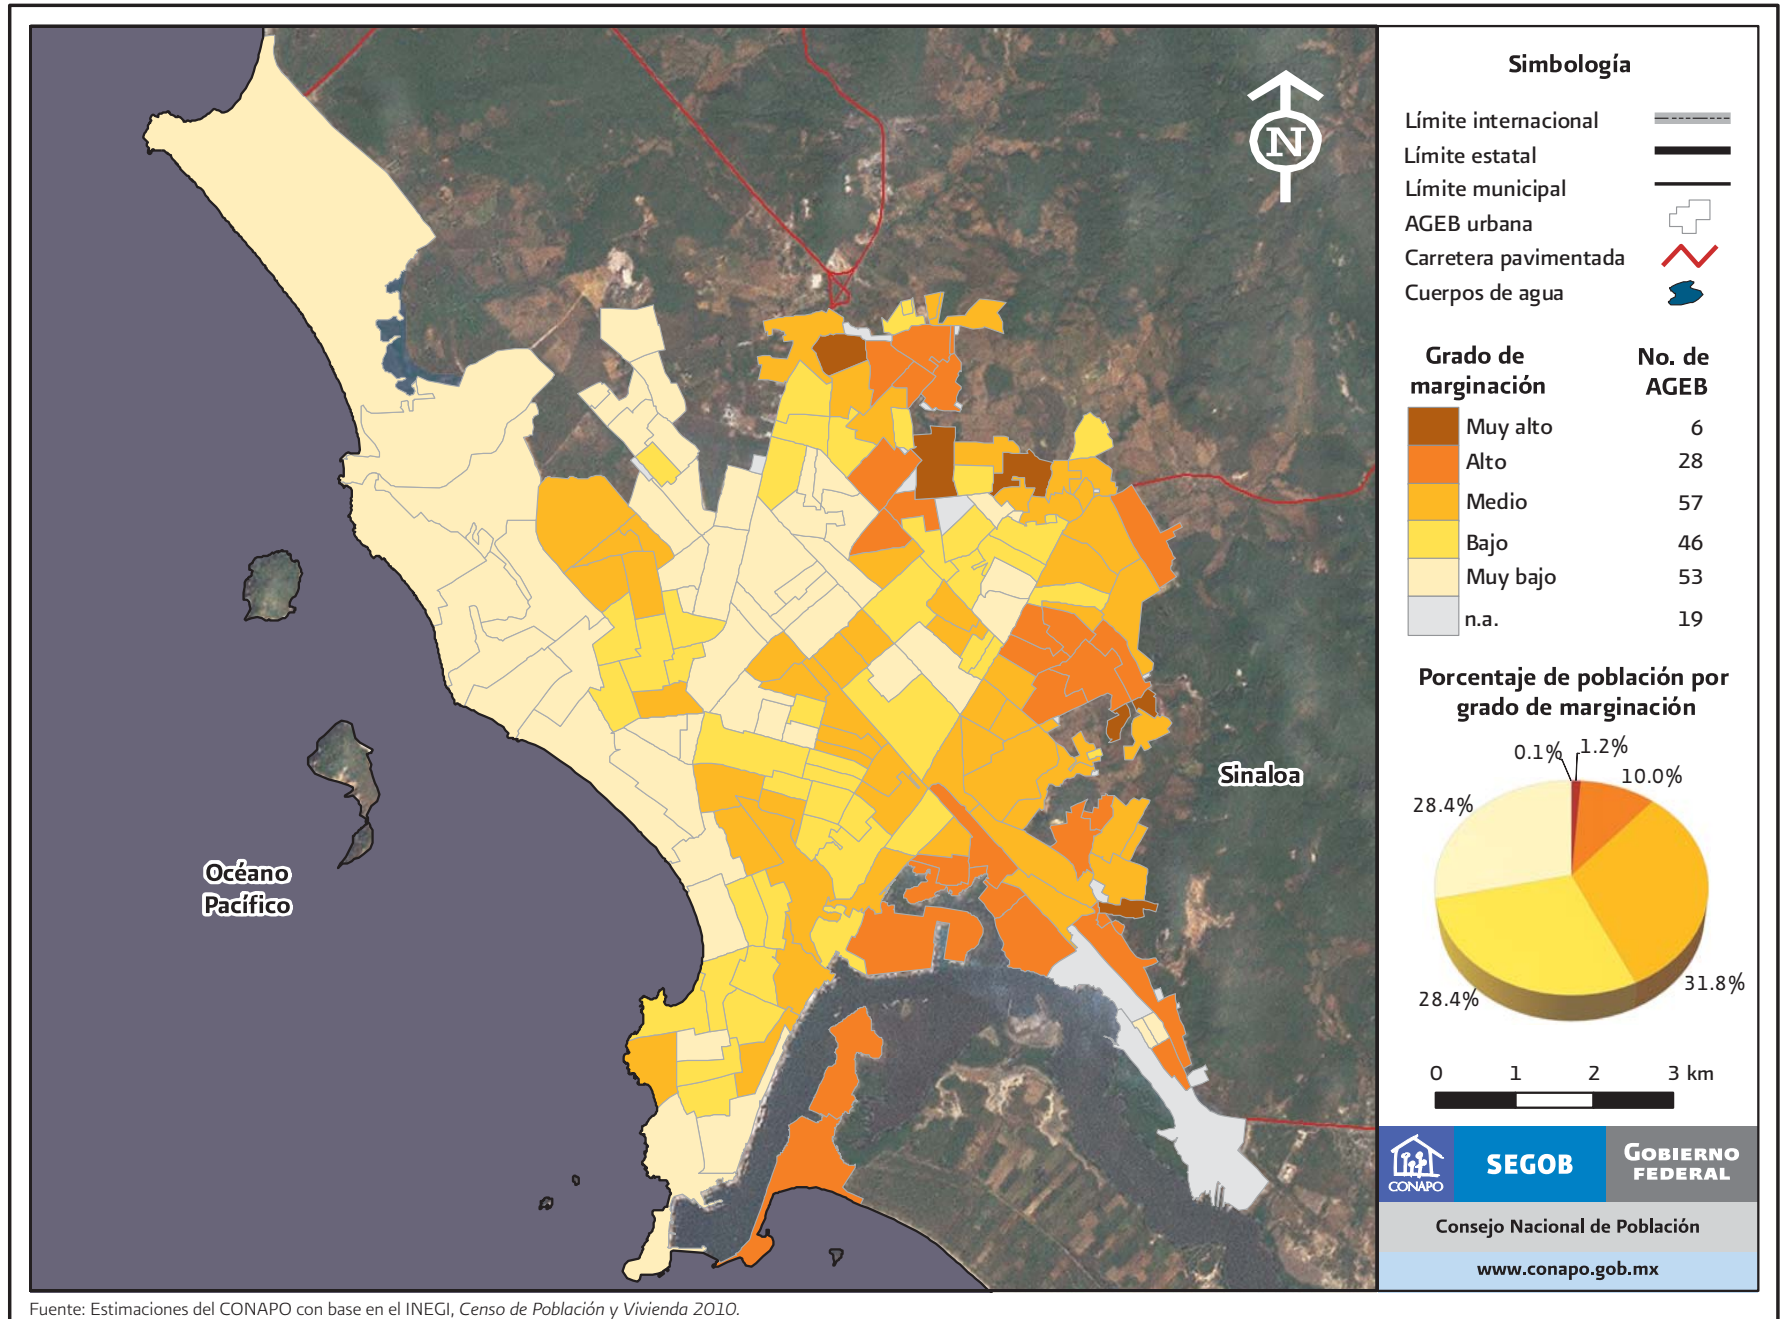 N
Océano
Pacífico
Sinaloa
Simbología
Límite internacional
Límite estatal
Límite municipal
AGEB urbana
Carretera pavimentada
Cuerpos de agua
Grado de marginación No. de AGEB
Muy alto 6
Alto 28
Medio 57
Bajo 46
Muy bajo 53
n.a. 19
Porcentaje de población por
grado de marginación
0.1% 1.2%
10.0%
28.4%
31.8%
28.4%
0 1 2 3 km
CONAPO
SEGOB
GOBIERNO
FEDERAL
Consejo Nacional de Población
www.conapo.gob.mx
Fuente: Estimaciones del CONAPO con base en el INEGI, Censo de Población y Vivienda 2010.